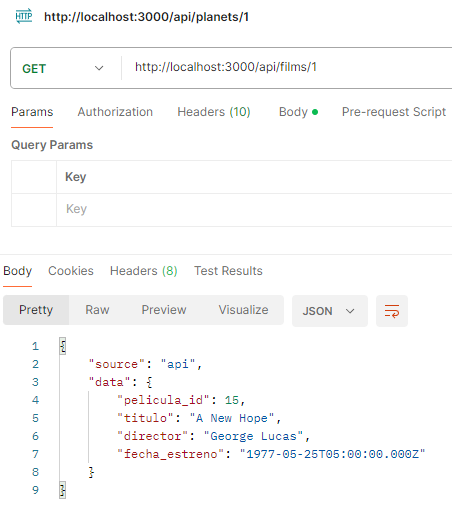 HTTP http://localhost:3000/api/planets/1
GET http://localhost:3000/api/films/1
Params Authorization Headers (10) Body Pre-request Script
Query Params
Key
Key
Body Cookies Headers (8) Test Results
Pretty Raw Preview Visualize JSON
1 {
2 "source": "api",
3 "data": {
4 "pelicula_id": 15,
5 "titulo": "A New Hope",
6 "director": "George Lucas",
7 "fecha_estreno": "1977-05-25T05:00:00.000Z"
8 }
9 }